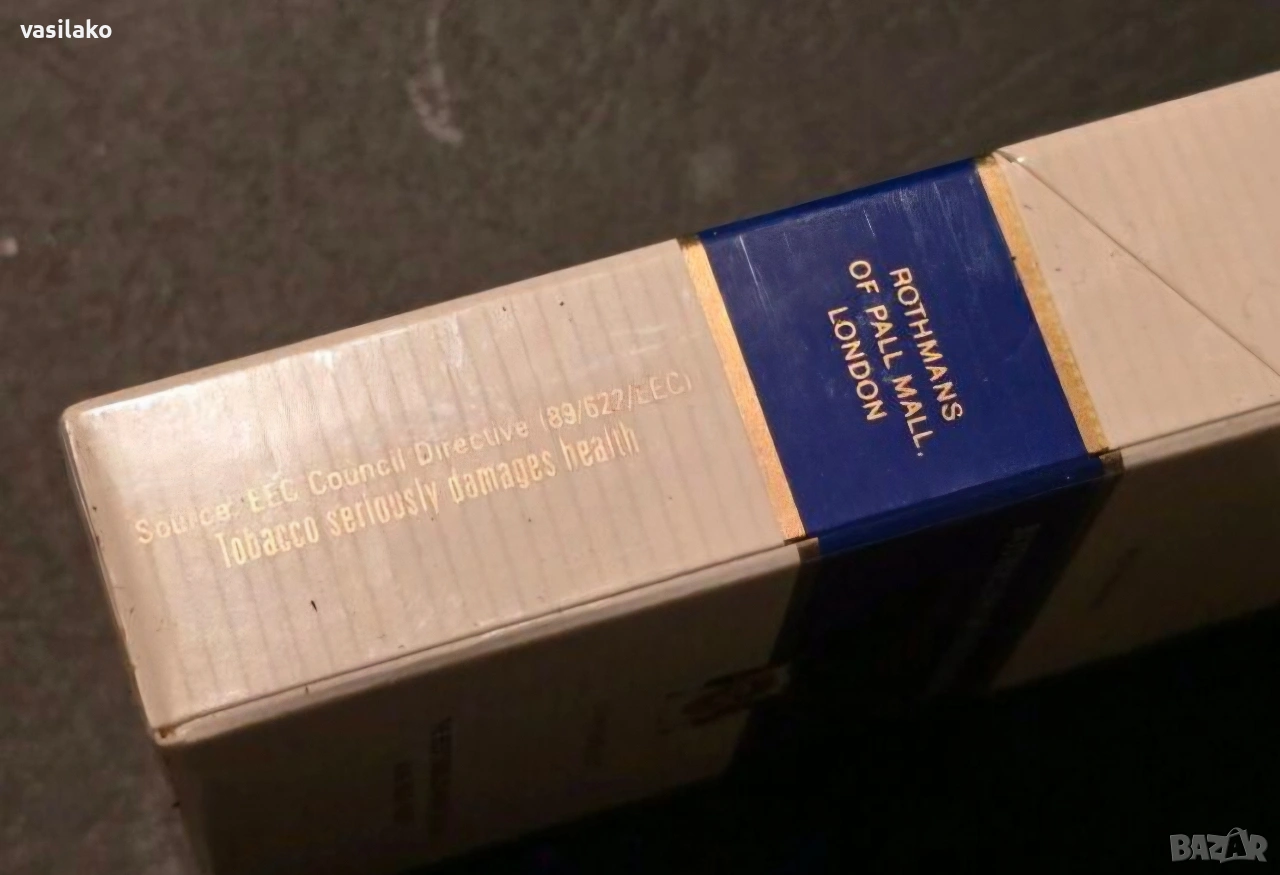 vasilako
Source: EEC Council Directive (89/622/EEC)
Tobacco seriously damages health
ROTHMANS
OF PALL MALL,
LONDON
BAZAR